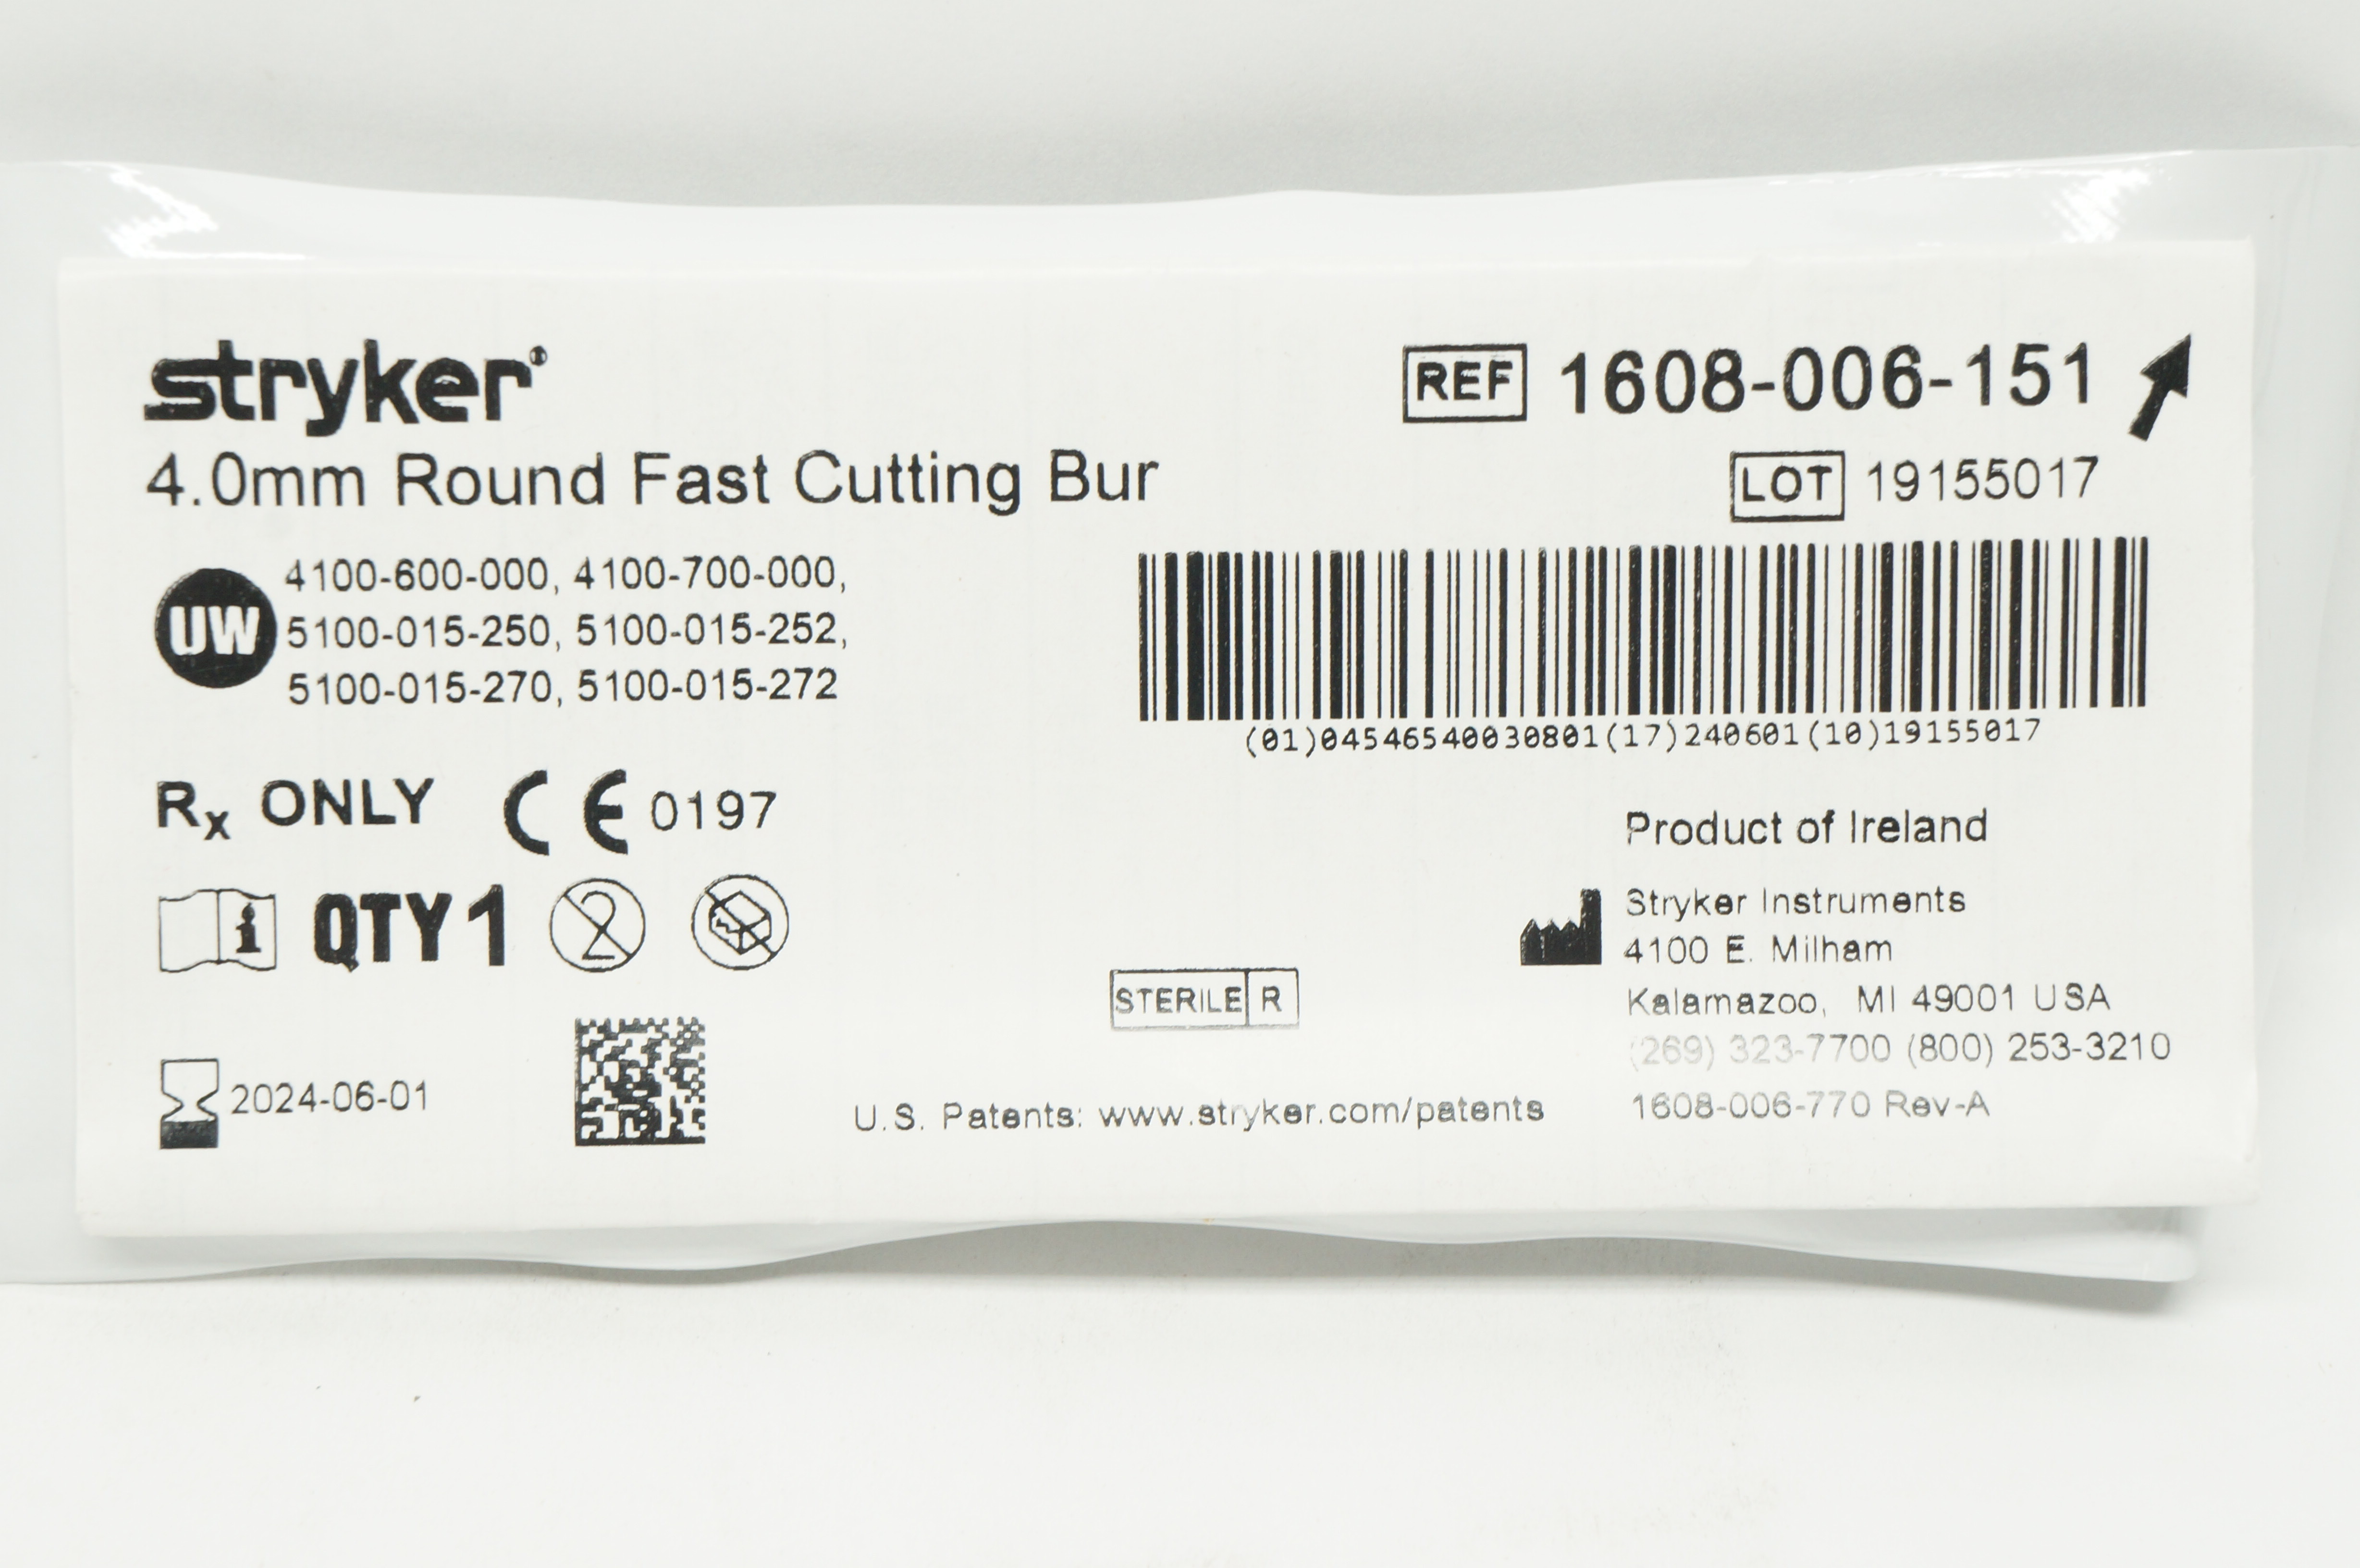 stryker®
4.0mm Round Fast Cutting Bur
REF 1608-006-151
LOT 19155017
UW
4100-600-000, 4100-700-000,
5100-015-250, 5100-015-252,
5100-015-270, 5100-015-272
(01)04546540030801(17)240601(10)19155017
Rx ONLY CE 0197
QTY 1 2
2024-06-01
STERILE R
U.S. Patents: www.stryker.com/patents
Product of Ireland
Stryker Instruments
4100 E. Milham
Kalamazoo, MI 49001 USA
(269) 323-7700 (800) 253-3210
1608-006-770 Rev-A